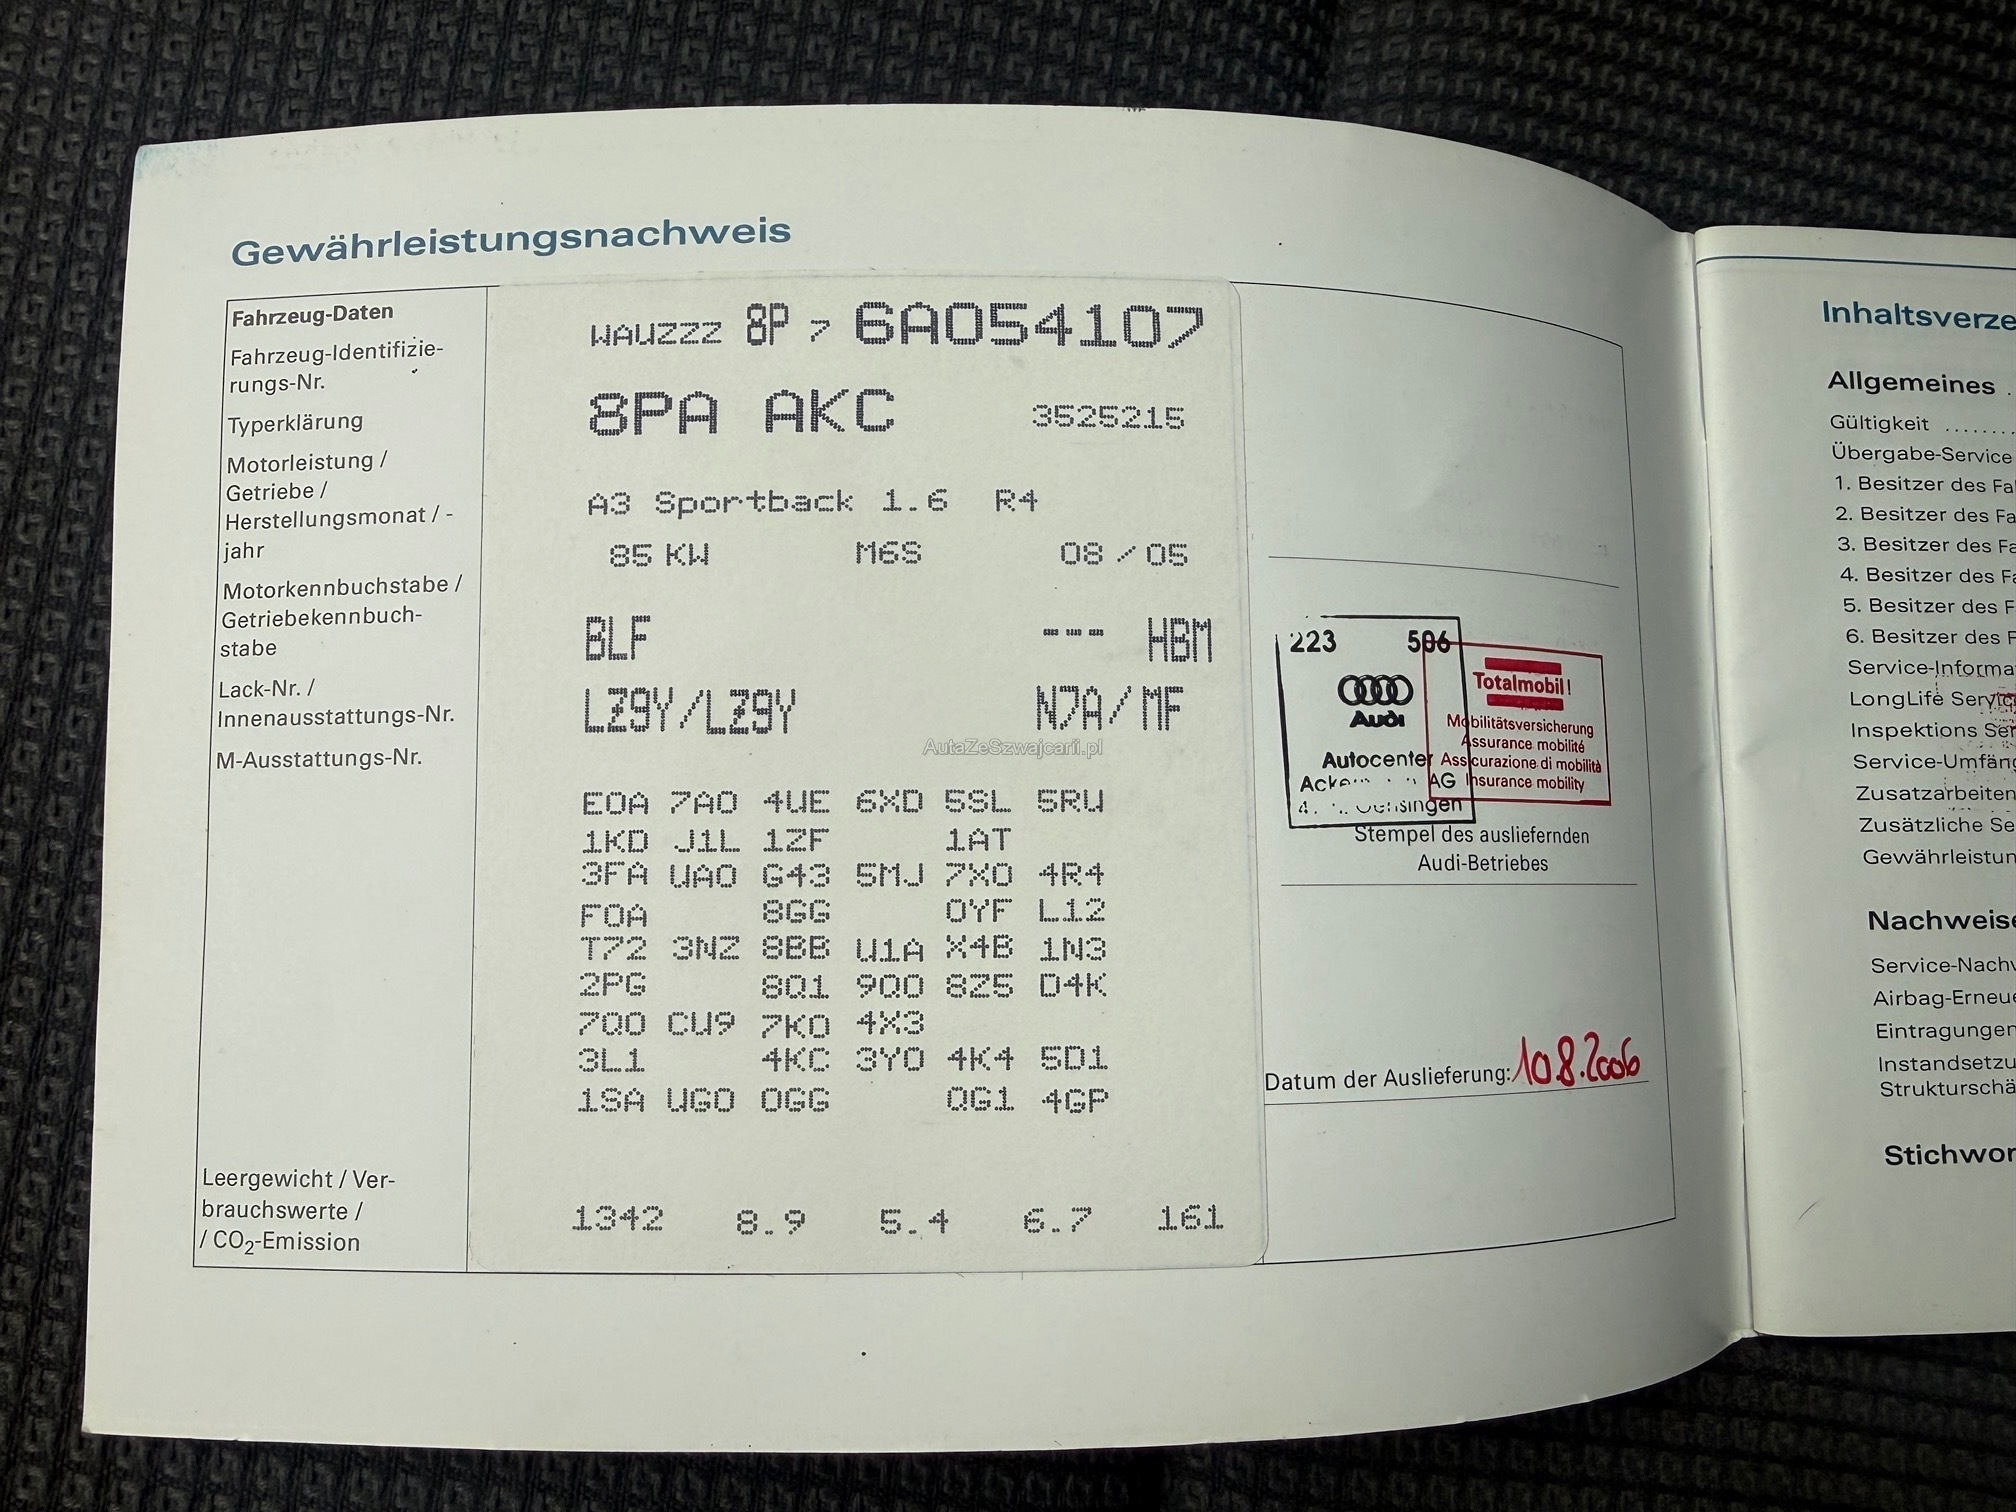 Gewährleistungsnachweis
Fahrzeug-Daten
Fahrzeug-Identifizie-
rungs-Nr.
Typerklärung
Motorleistung /
Getriebe /
Herstellungsmonat / -
jahr
Motorkennbuchstabe /
Getriebekennbuch-
stabe
Lack-Nr. /
Innenausstattungs-Nr.
M-Ausstattungs-Nr.
Leergewicht / Ver-
brauchswerte /
/ CO2-Emission
WAUZZZ 8P 7 6A054107
8PA AKC 3525215
A3 Sportback 1.6 R4
85 KW M6S 08 / 05
BLF --- HBM
LZ9Y/LZ9Y N7A/MF
AutaZeSzwajcarii.pl
E0A 7A0 4UE 6XD 5SL 5RU
1KD J1L 1ZF 1AT
3FA UA0 G43 5MJ 7X0 4R4
F0A 8GG 0YF L12
T72 3NZ 8BB U1A X4B 1N3
2PG 8Q1 9Q0 8Z5 D4K
7Q0 CU9 7K0 4X3
3L1 4KC 3Y0 4K4 5D1
1SA UG0 0GG QG1 4GP
1342 8.9 5.4 6.7 161
223 506
Audi
Autocenter
AG
Totalmobil!
Mobilitätsversicherung
Assurance mobilité
Assicurazione di mobilità
Insurance mobility
Stempel des ausliefernden
Audi-Betriebes
Datum der Auslieferung: 10.8.2006
Inhaltsverze
Allgemeines .
Gültigkeit ........
Übergabe-Service
1. Besitzer des Fa
2. Besitzer des Fa
3. Besitzer des Fa
4. Besitzer des Fa
5. Besitzer des F
6. Besitzer des F
Service-Informa
LongLife Servic
Inspektions Ser
Service-Umfäng
Zusatzarbeiten
Zusätzliche Se
Gewährleistun
Nachweise
Service-Nachw
Airbag-Erneue
Eintragungen
Instandsetzu
Strukturschä
Stichwor